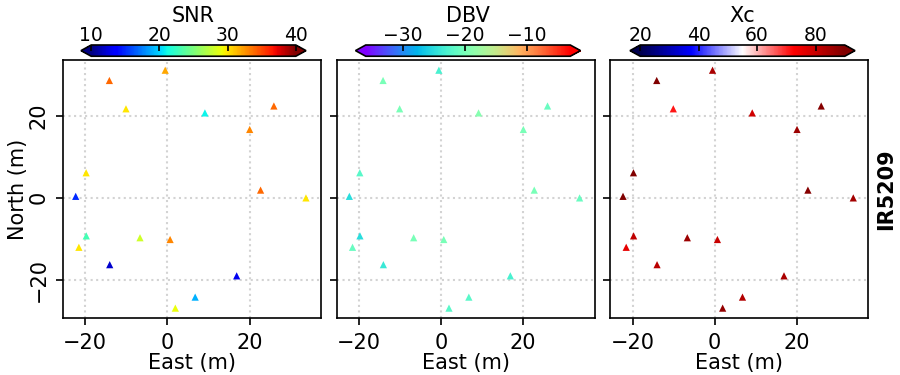 SNR DBV Xc
10 20 30 40 −30 −20 −10 20 40 60 80
North (m)
20
0
−20
IR5209
−20 0 20 −20 0 20 −20 0 20
East (m) East (m) East (m)